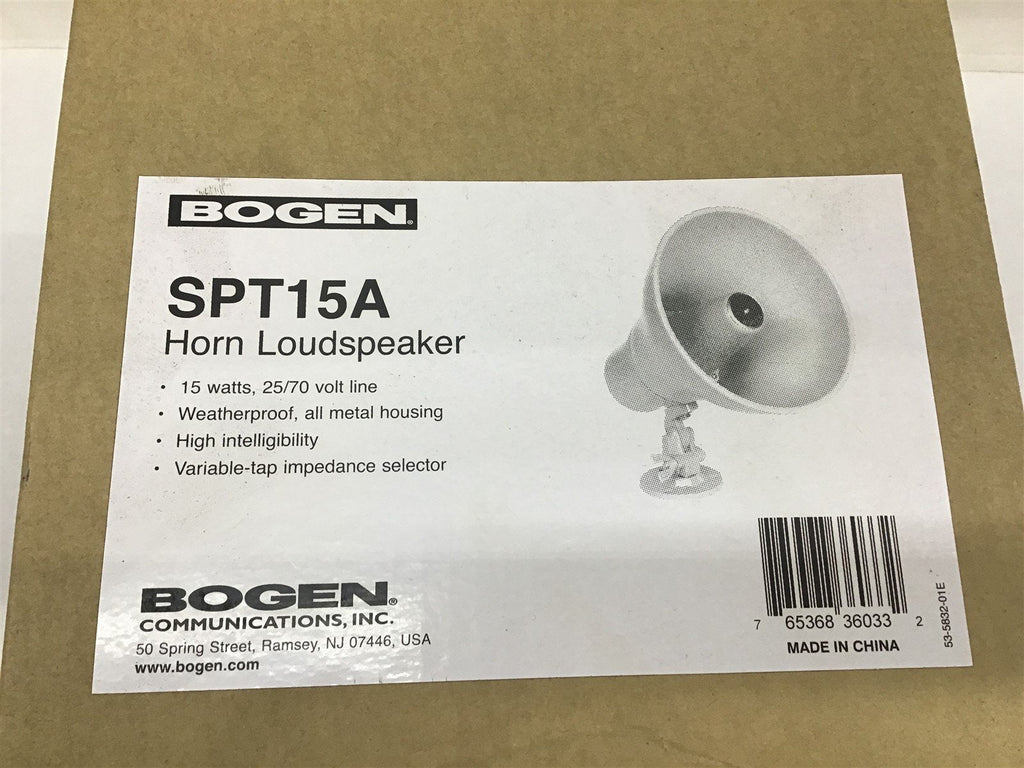 BOGEN®
SPT15A
Horn Loudspeaker
• 15 watts, 25/70 volt line
• Weatherproof, all metal housing
• High intelligibility
• Variable-tap impedance selector
BOGEN®
COMMUNICATIONS, INC.
50 Spring Street, Ramsey, NJ 07446, USA
www.bogen.com
7 65368 36033 2
MADE IN CHINA
53-5832-01E